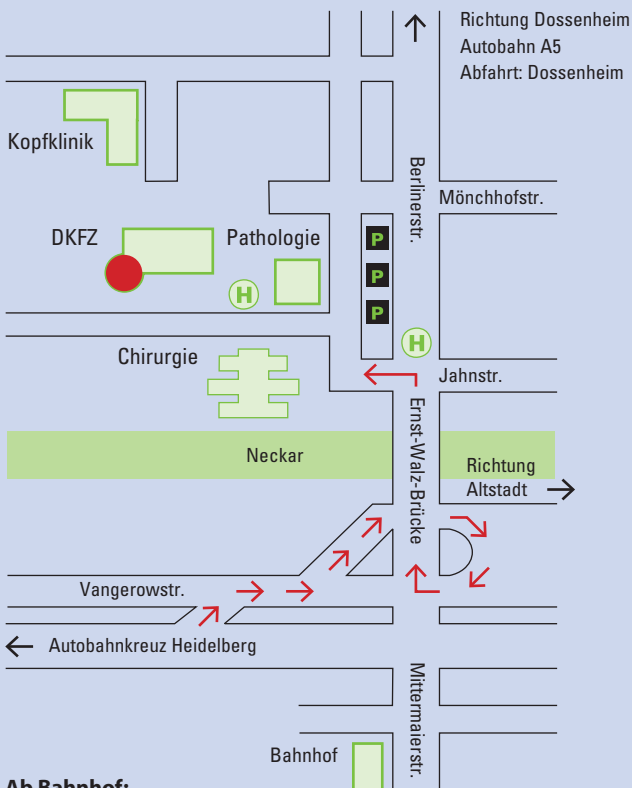 Richtung Dossenheim
Autobahn A5
Abfahrt: Dossenheim
Kopfklinik
Berlinerstr.
Mönchhofstr.
DKFZ
Pathologie
P
P
P
H
H
Chirurgie
Jahnstr.
Ernst-Walz-Brücke
Neckar
Richtung
Altstadt
Vangerowstr.
Autobahnkreuz Heidelberg
Mittermaierstr.
Bahnhof
Ab Bahnhof: